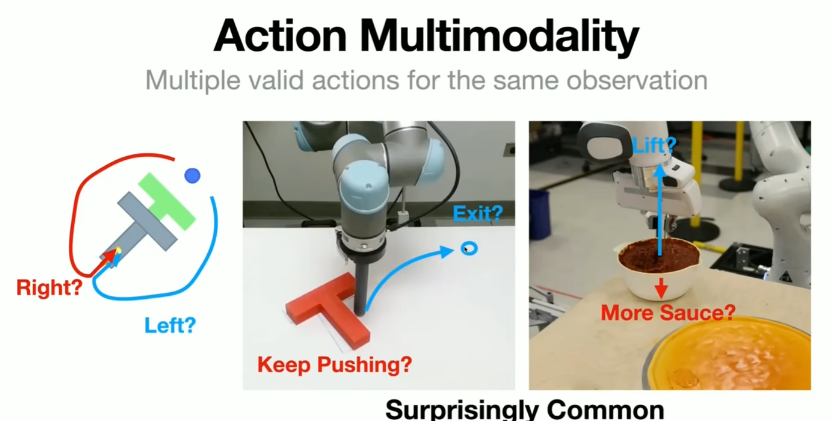 Action Multimodality
Multiple valid actions for the same observation
Right?
Left?
Exit?
Keep Pushing?
Lift?
More Sauce?
Surprisingly Common